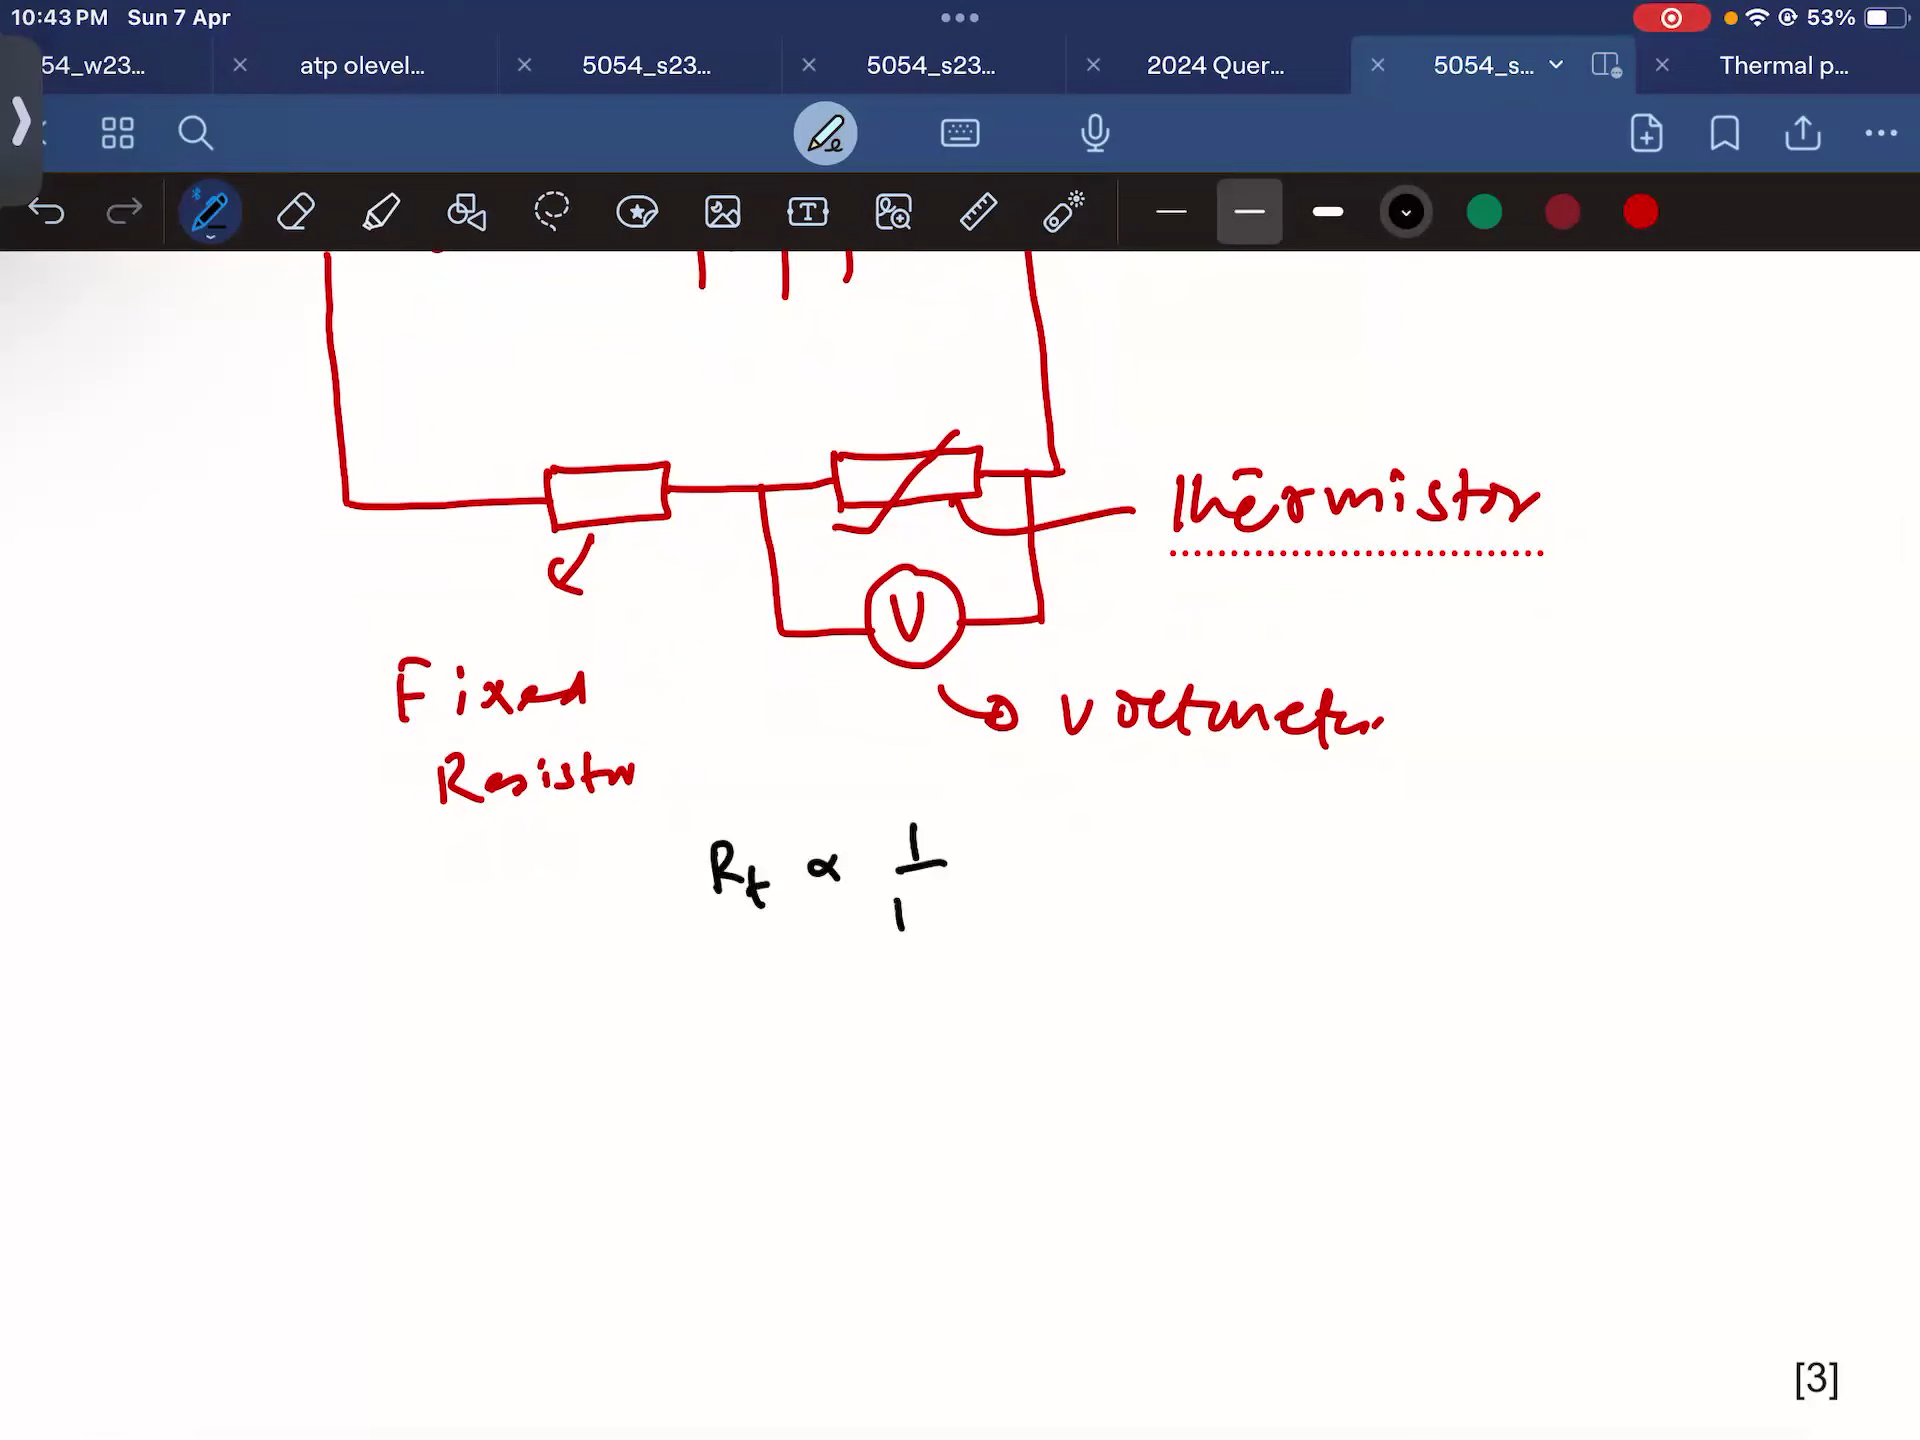 10:43 PM Sun 7 Apr
53%
54_w23...
atp olevel...
5054_s23...
5054_s23...
2024 Quer...
5054_s...
Thermal p...
Thermistor
V
Fixed
Resistor
Voltmeter
Rt ∝ 1
[3]